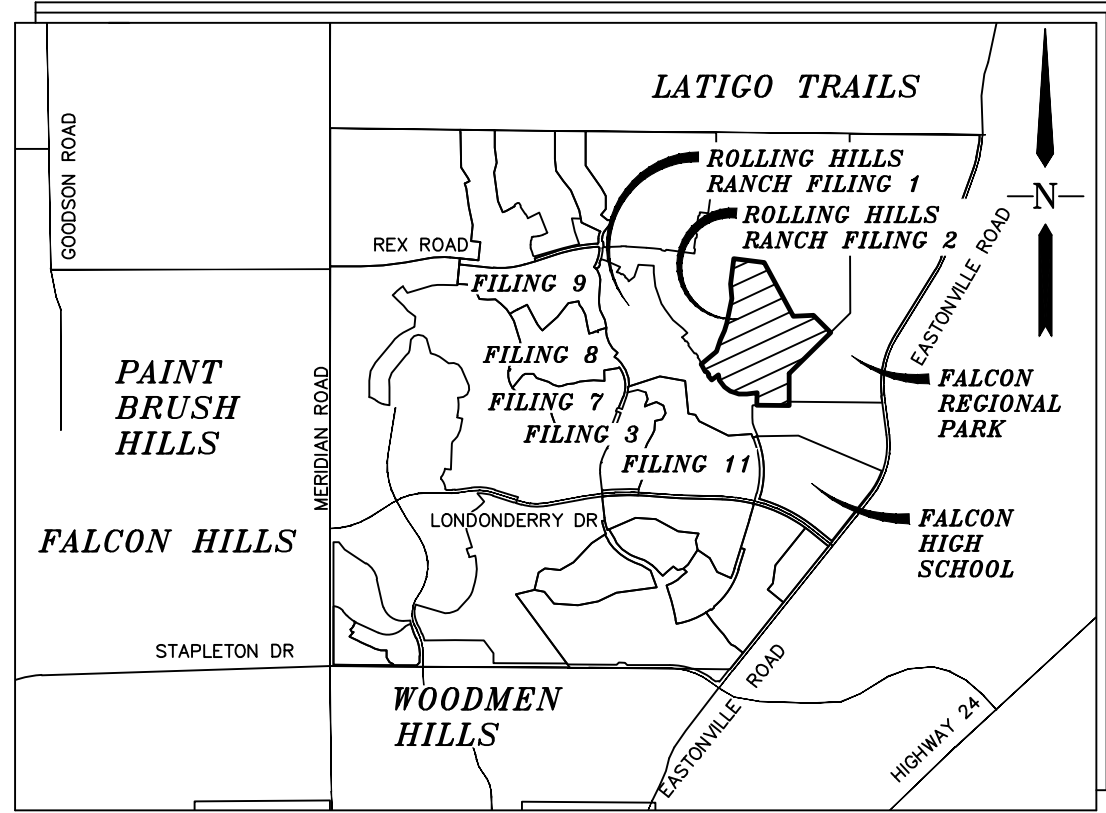 LATIGO TRAILS
GOODSON ROAD
ROLLING HILLS
RANCH FILING 1
N
ROLLING HILLS
RANCH FILING 2
REX ROAD
EASTONVILLE ROAD
FILING 9
FILING 8
PAINT
BRUSH
HILLS
MERIDIAN ROAD
FILING 7
FALCON
REGIONAL
PARK
FILING 3
FILING 11
LONDONDERRY DR
FALCON HILLS
FALCON
HIGH
SCHOOL
STAPLETON DR
WOODMEN
HILLS
EASTONVILLE ROAD
HIGHWAY 24